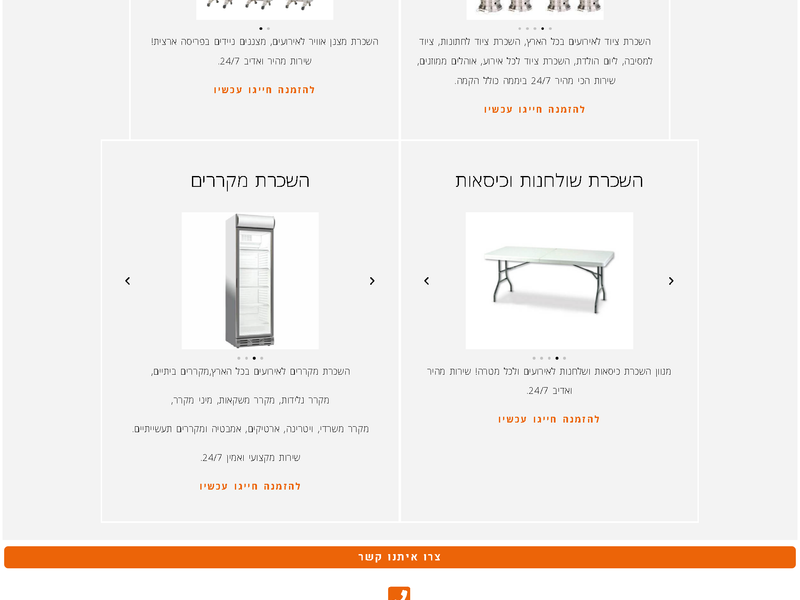 השכרת ציוד לאירועים בכל הארץ, השכרת ציוד לחתונות, ציוד
למסיבה, ליום הולדת, השכרת ציוד לכל אירוע, אוהלים ממוזגים,
שירות הכי מהיר 24/7 ביממה כולל הקמה.
להזמנה חייגו עכשיו
השכרת מצנן אוויר לאירועים, מצננים ניידים בפריסה ארצית!
שירות מהיר ואדיב 24/7.
להזמנה חייגו עכשיו
השכרת שולחנות וכיסאות
מגוון השכרת כיסאות ושולחנות לאירועים ולכל מטרה! שירות מהיר
ואדיב 24/7.
להזמנה חייגו עכשיו
השכרת מקררים
השכרת מקררים לאירועים בכל הארץ,מקררים ביתיים,
מקרר גלידות, מקרר משקאות, מיני מקרר,
מקרר משרדי, ויטרינה, ארטיקים, אמבטיה ומקררים תעשייתיים.
שירות מקצועי ואמין 24/7.
להזמנה חייגו עכשיו
צרו איתנו קשר